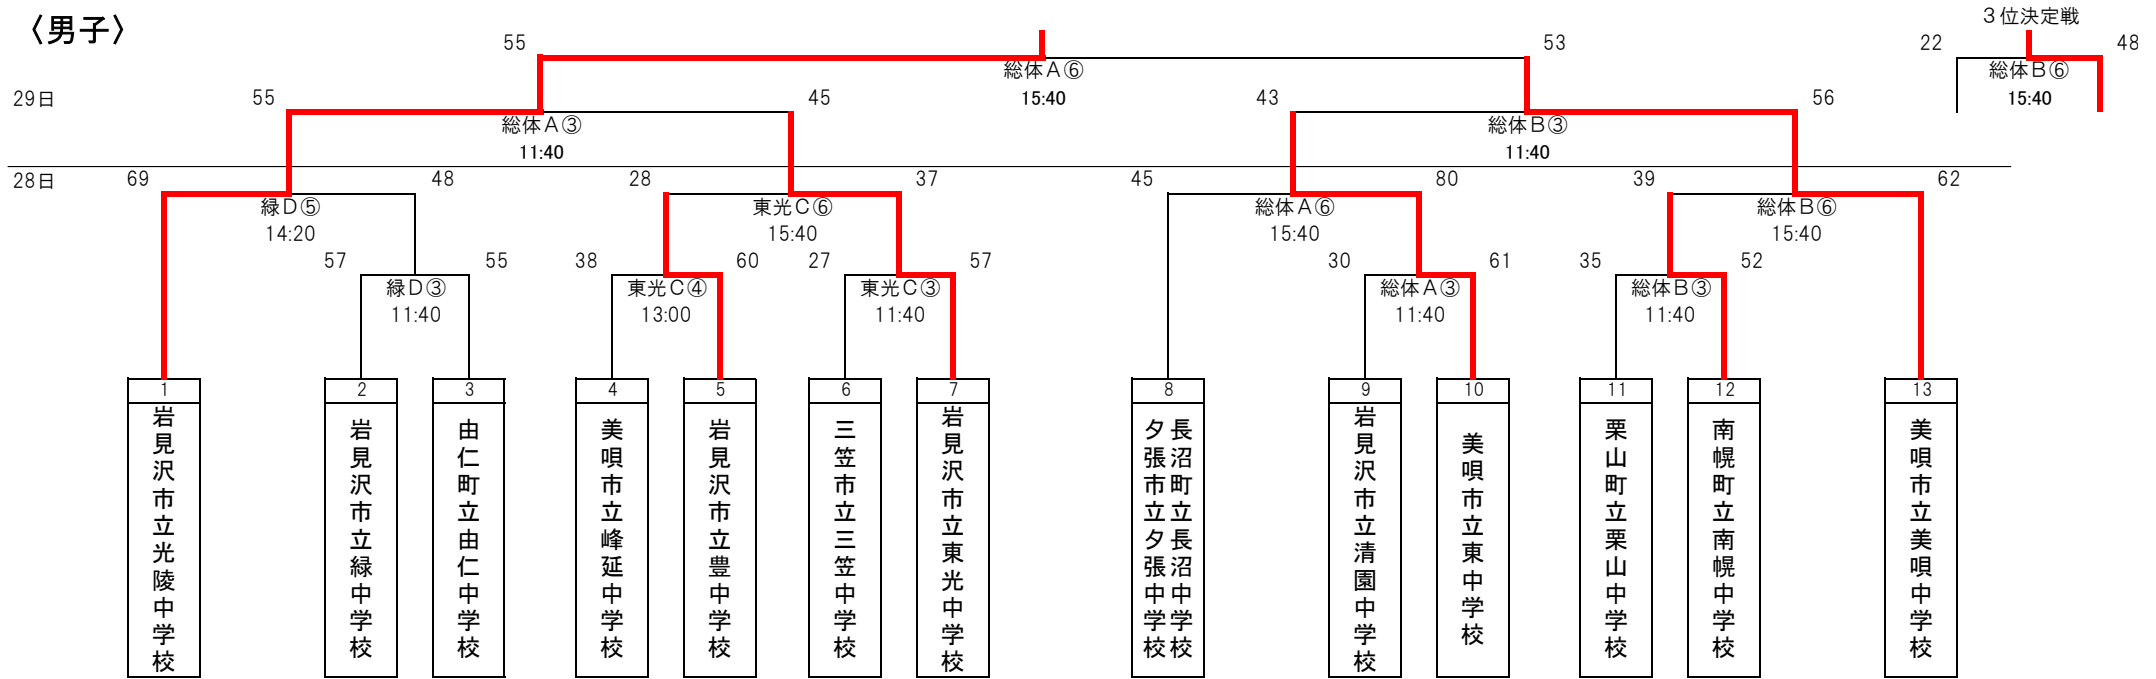 〈男子〉
３位決定戦
55
53
22
48
総体Ａ⑥
15:40
総体Ｂ⑥
15:40
29日
55
45
43
56
総体Ａ③
11:40
総体Ｂ③
11:40
28日
69
48
28
37
45
80
39
62
緑Ｄ⑤
14:20
東光Ｃ⑥
15:40
総体Ａ⑥
15:40
総体Ｂ⑥
15:40
57
55
38
60
27
57
30
61
35
52
緑Ｄ③
11:40
東光Ｃ④
13:00
東光Ｃ③
11:40
総体Ａ③
11:40
総体Ｂ③
11:40
1
岩見沢市立光陵中学校
2
岩見沢市立緑中学校
3
由仁町立由仁中学校
4
美唄市立峰延中学校
5
岩見沢市立豊中学校
6
三笠市立三笠中学校
7
岩見沢市立東光中学校
8
長沼町立長沼中学校
夕張市立夕張中学校
9
岩見沢市立清園中学校
10
美唄市立東中学校
11
栗山町立栗山中学校
12
南幌町立南幌中学校
13
美唄市立美唄中学校